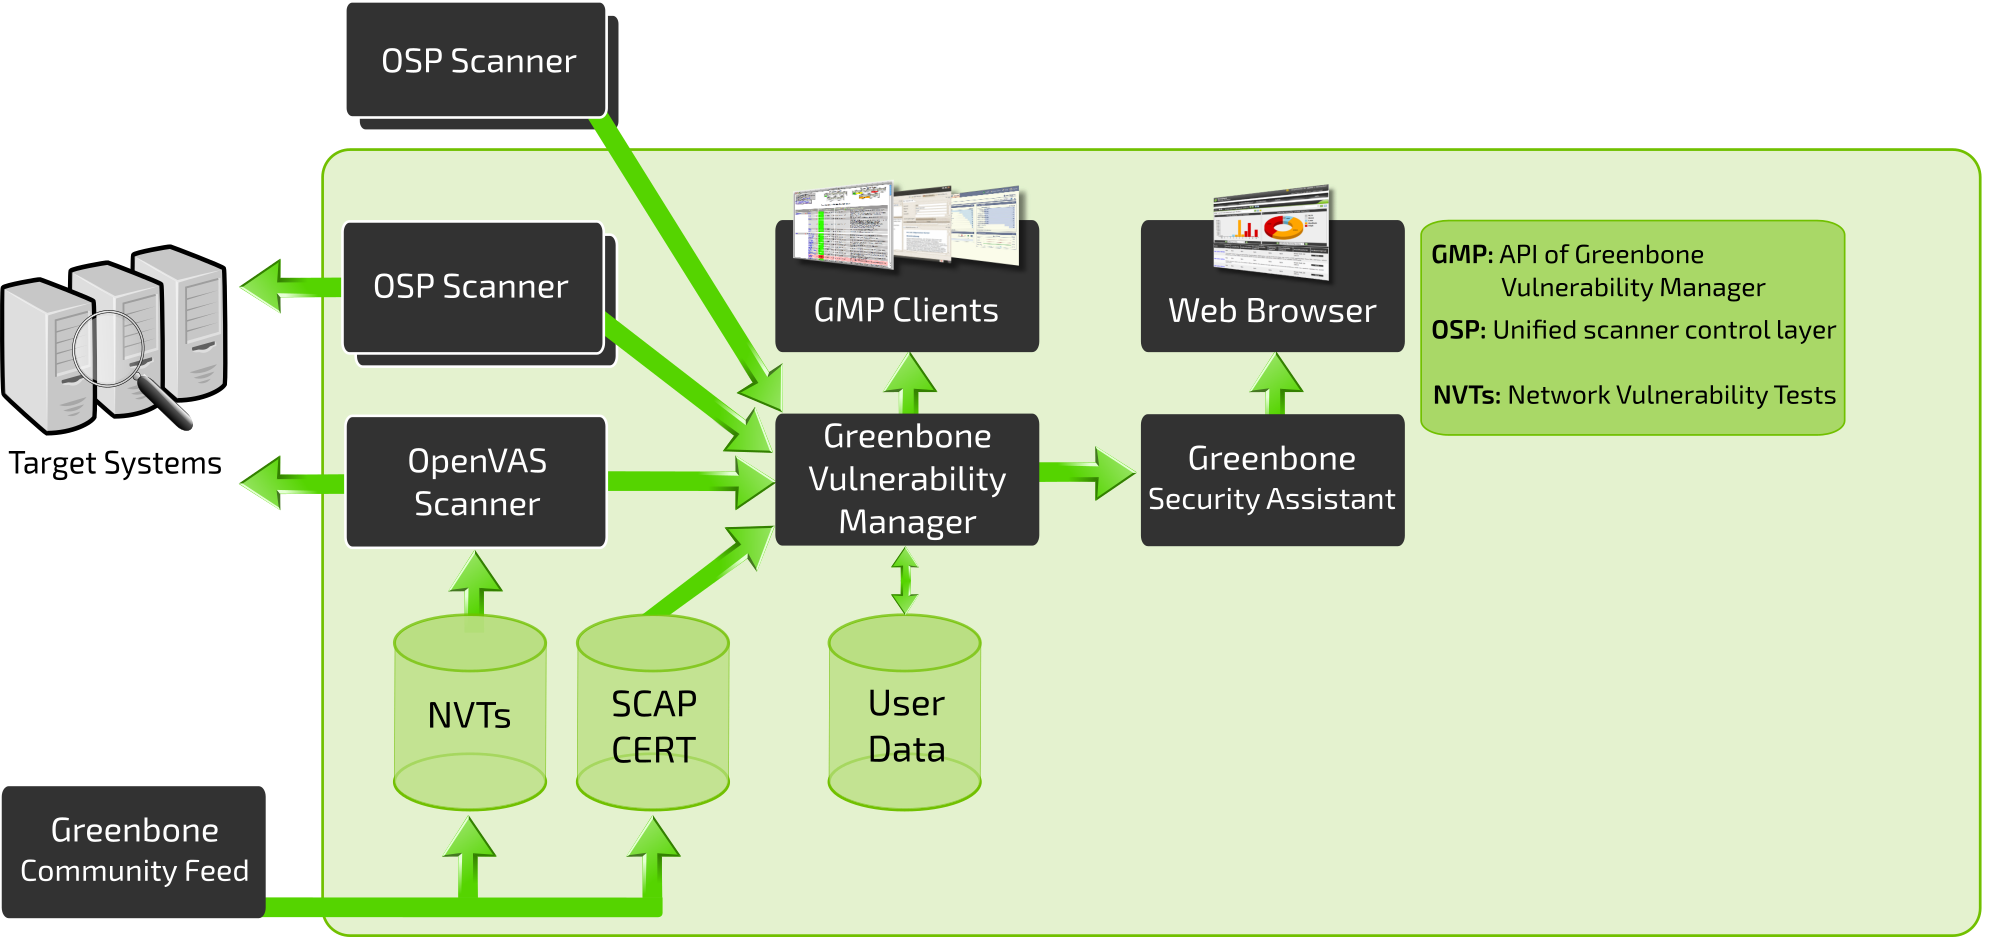 OSP Scanner
OSP Scanner
GMP Clients
Web Browser
GMP: API of Greenbone
Vulnerability Manager
OSP: Unified scanner control layer
NVTs: Network Vulnerability Tests
Target Systems
OpenVAS
Scanner
Greenbone
Vulnerability
Manager
Greenbone
Security Assistant
NVTs
SCAP
CERT
User
Data
Greenbone
Community Feed